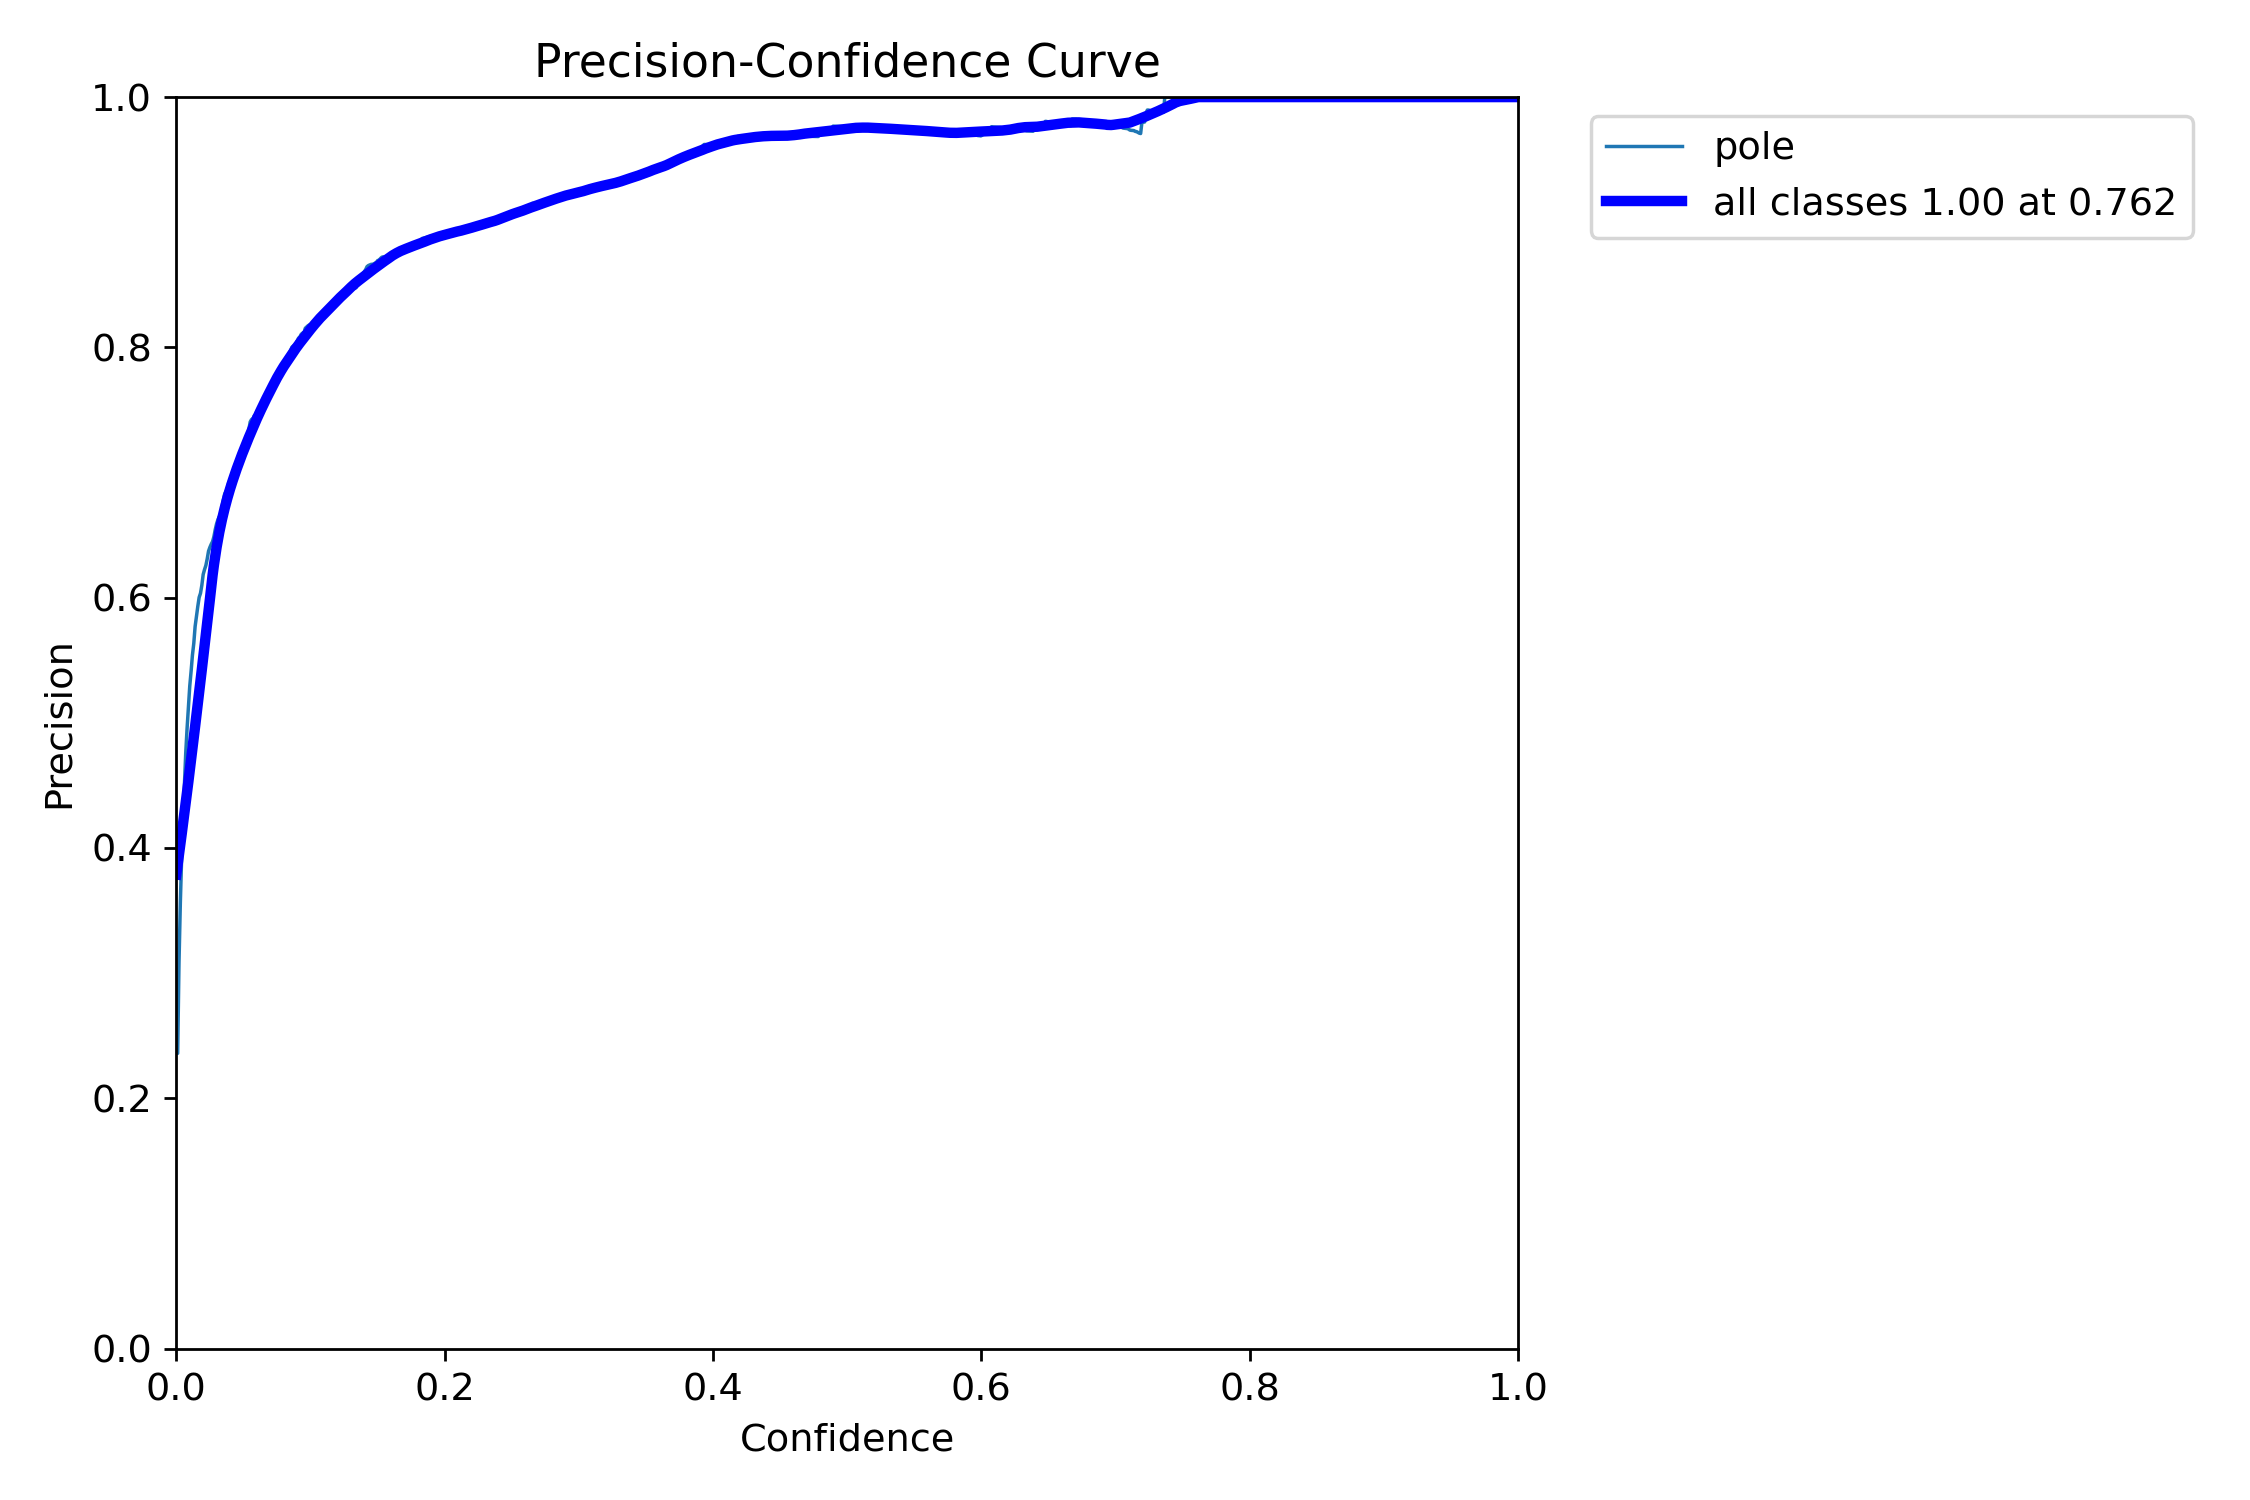 Precision-Confidence Curve
1.0
0.8
0.6
0.4
0.2
0.0
Precision
0.0 0.2 0.4 0.6 0.8 1.0
Confidence
pole
all classes 1.00 at 0.762